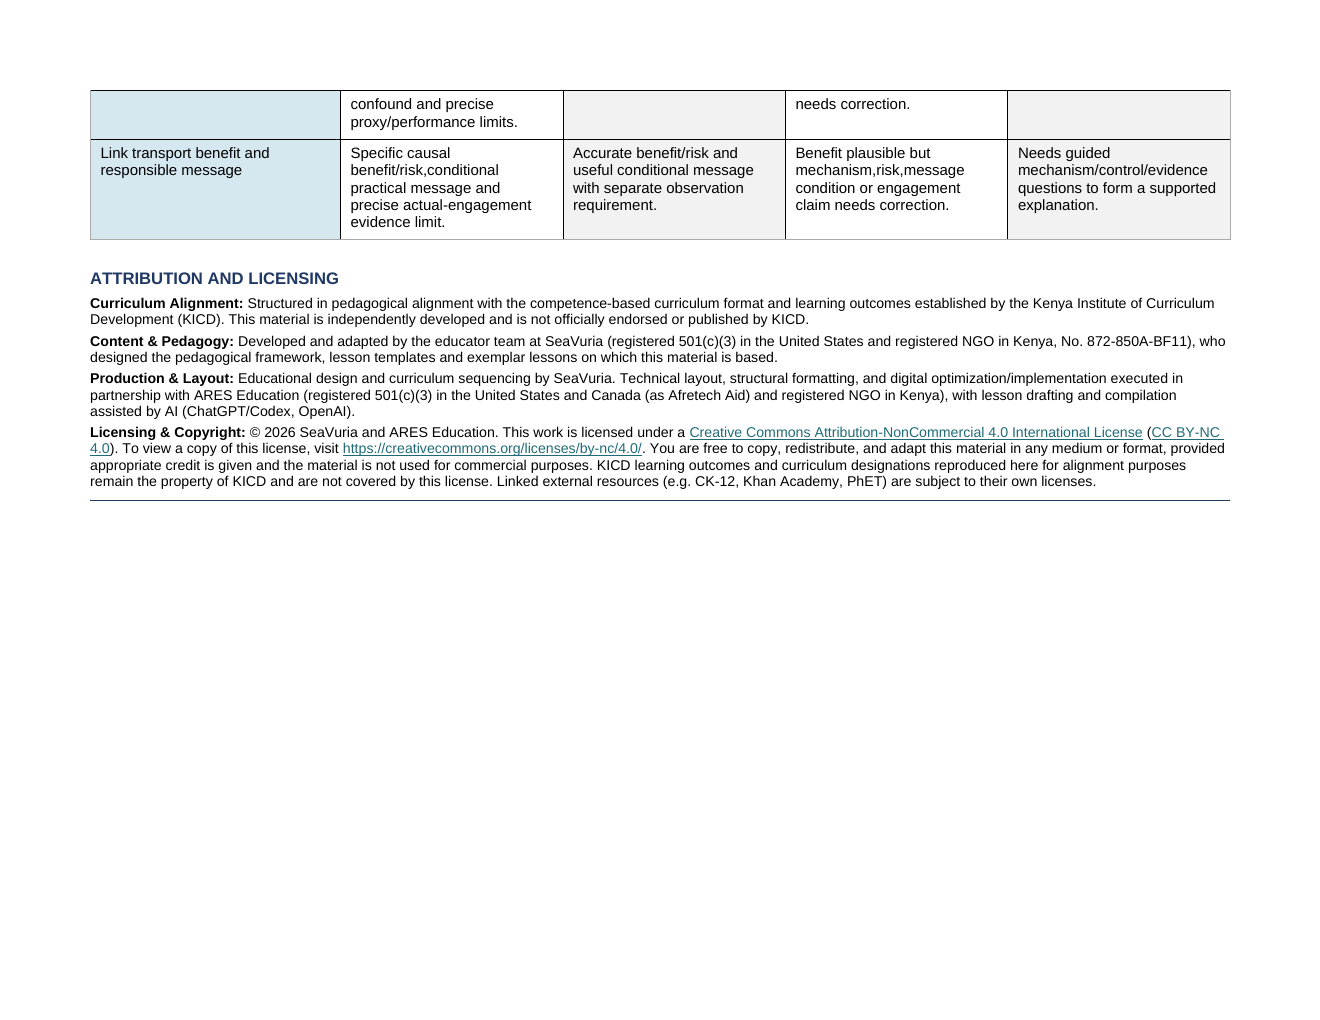 confound and precise
proxy/performance limits.
needs correction.
Link transport benefit and
responsible message
Specific causal
benefit/risk,conditional
practical message and
precise actual-engagement
evidence limit.
Accurate benefit/risk and
useful conditional message
with separate observation
requirement.
Benefit plausible but
mechanism,risk,message
condition or engagement
claim needs correction.
Needs guided
mechanism/control/evidence
questions to form a supported
explanation.
ATTRIBUTION AND LICENSING
Curriculum Alignment: Structured in pedagogical alignment with the competence-based curriculum format and learning outcomes established by the Kenya Institute of Curriculum
Development (KICD). This material is independently developed and is not officially endorsed or published by KICD.
Content & Pedagogy: Developed and adapted by the educator team at SeaVuria (registered 501(c)(3) in the United States and registered NGO in Kenya, No. 872-850A-BF11), who
designed the pedagogical framework, lesson templates and exemplar lessons on which this material is based.
Production & Layout: Educational design and curriculum sequencing by SeaVuria. Technical layout, structural formatting, and digital optimization/implementation executed in
partnership with ARES Education (registered 501(c)(3) in the United States and Canada (as Afretech Aid) and registered NGO in Kenya), with lesson drafting and compilation
assisted by AI (ChatGPT/Codex, OpenAI).
Licensing & Copyright: © 2026 SeaVuria and ARES Education. This work is licensed under a Creative Commons Attribution-NonCommercial 4.0 International License (CC BY-NC
4.0). To view a copy of this license, visit https://creativecommons.org/licenses/by-nc/4.0/. You are free to copy, redistribute, and adapt this material in any medium or format, provided
appropriate credit is given and the material is not used for commercial purposes. KICD learning outcomes and curriculum designations reproduced here for alignment purposes
remain the property of KICD and are not covered by this license. Linked external resources (e.g. CK-12, Khan Academy, PhET) are subject to their own licenses.